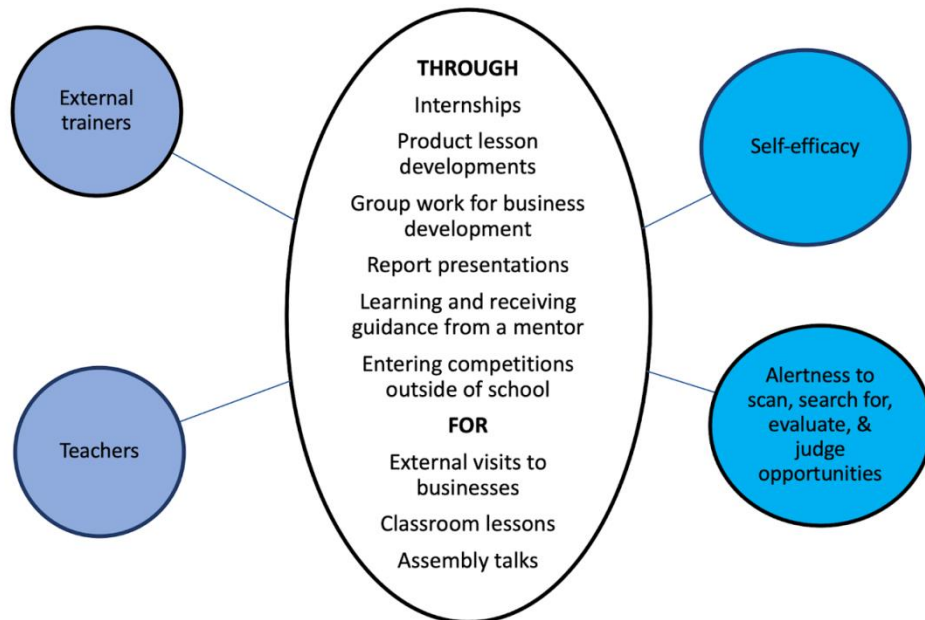 External
trainers
Teachers
THROUGH
Internships
Product lesson
developments
Group work for business
development
Report presentations
Learning and receiving
guidance from a mentor
Entering competitions
outside of school
FOR
External visits to
businesses
Classroom lessons
Assembly talks
Self-efficacy
Alertness to
scan, search for,
evaluate, &
judge
opportunities